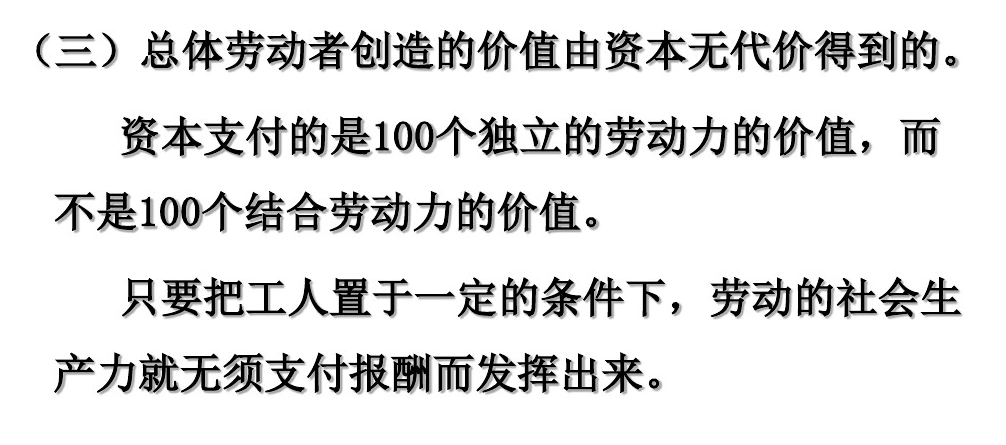 （三）总体劳动者创造的价值由资本无代价得到的。
资本支付的是100个独立的劳动力的价值，而
不是100个结合劳动力的价值。
只要把工人置于一定的条件下，劳动的社会生
产力就无须支付报酬而发挥出来。